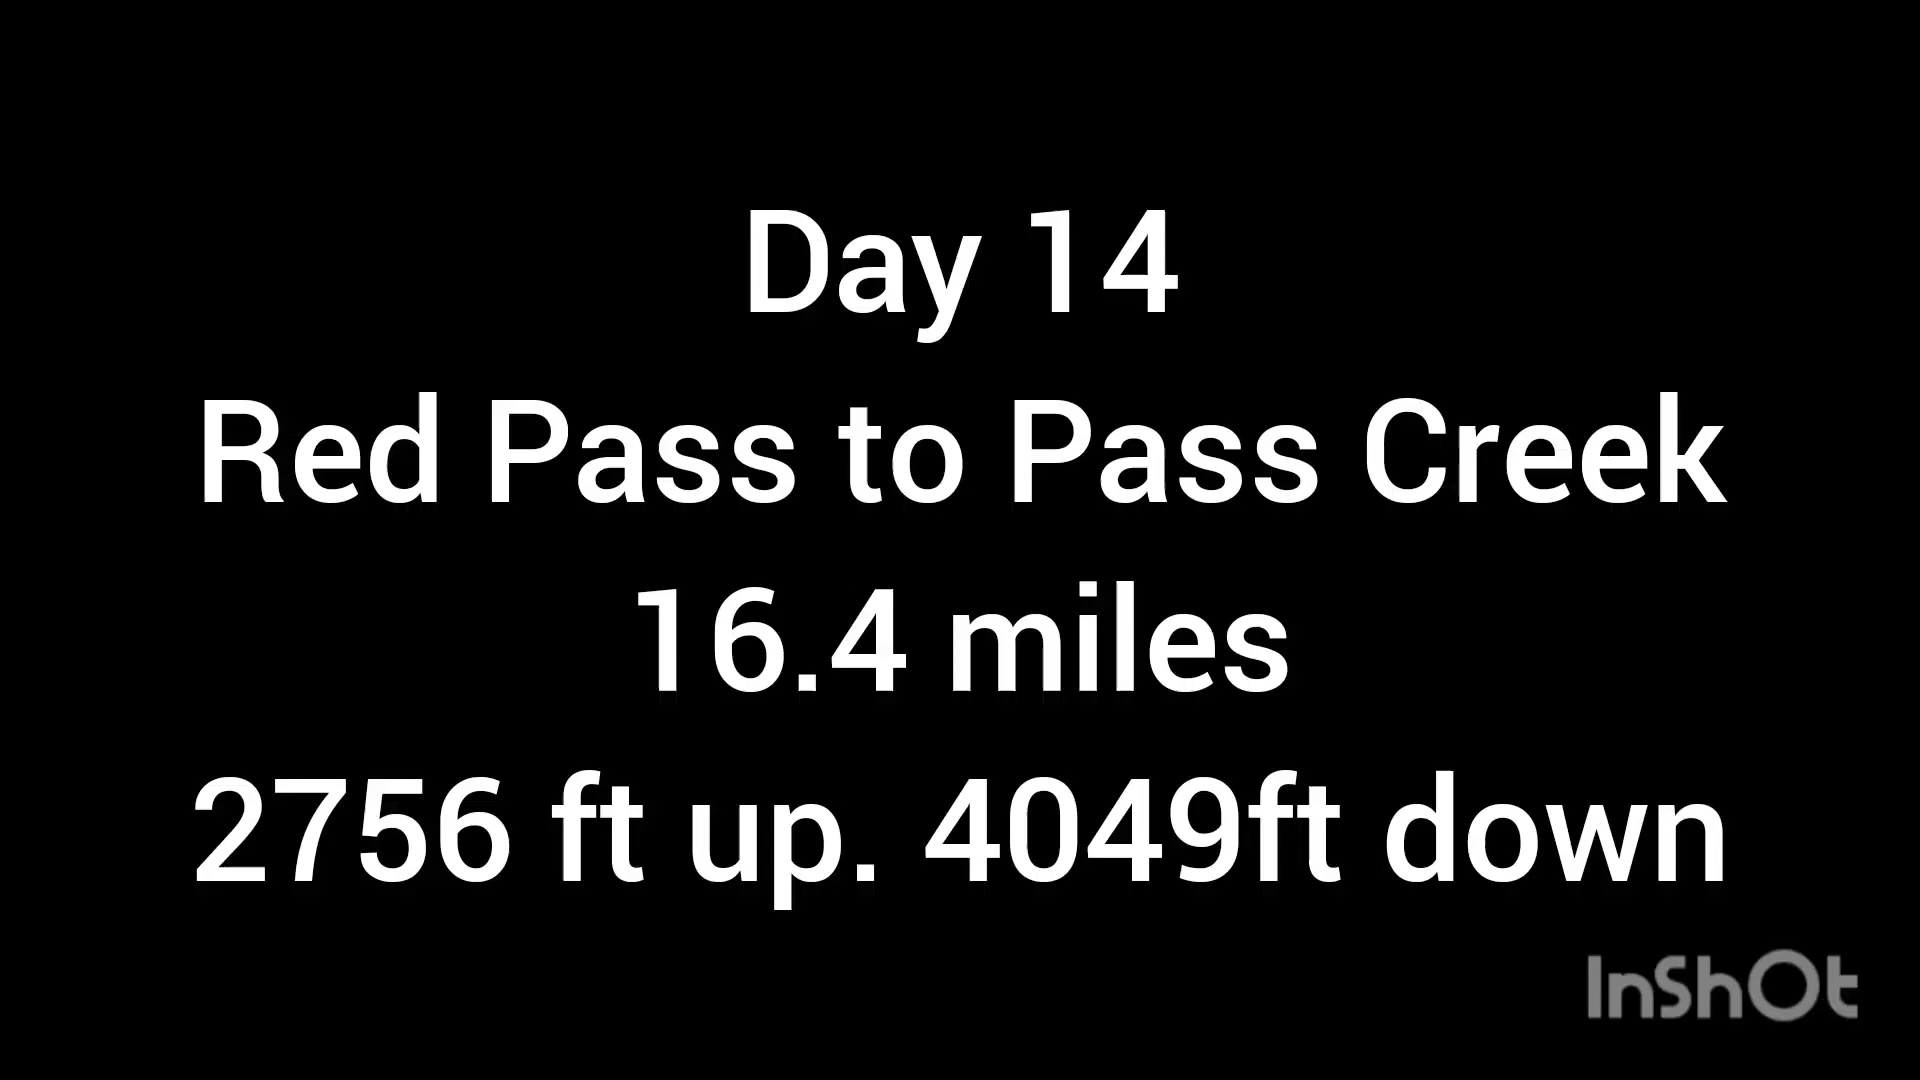 Day 14
Red Pass to Pass Creek
16.4 miles
2756 ft up. 4049ft down
InShOt